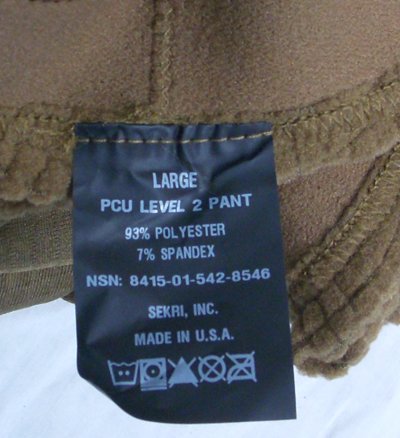 LARGE
PCU LEVEL 2 PANT
93% POLYESTER
7% SPANDEX
NSN: 8415-01-542-8546
SEKRI, INC.
MADE IN U.S.A.